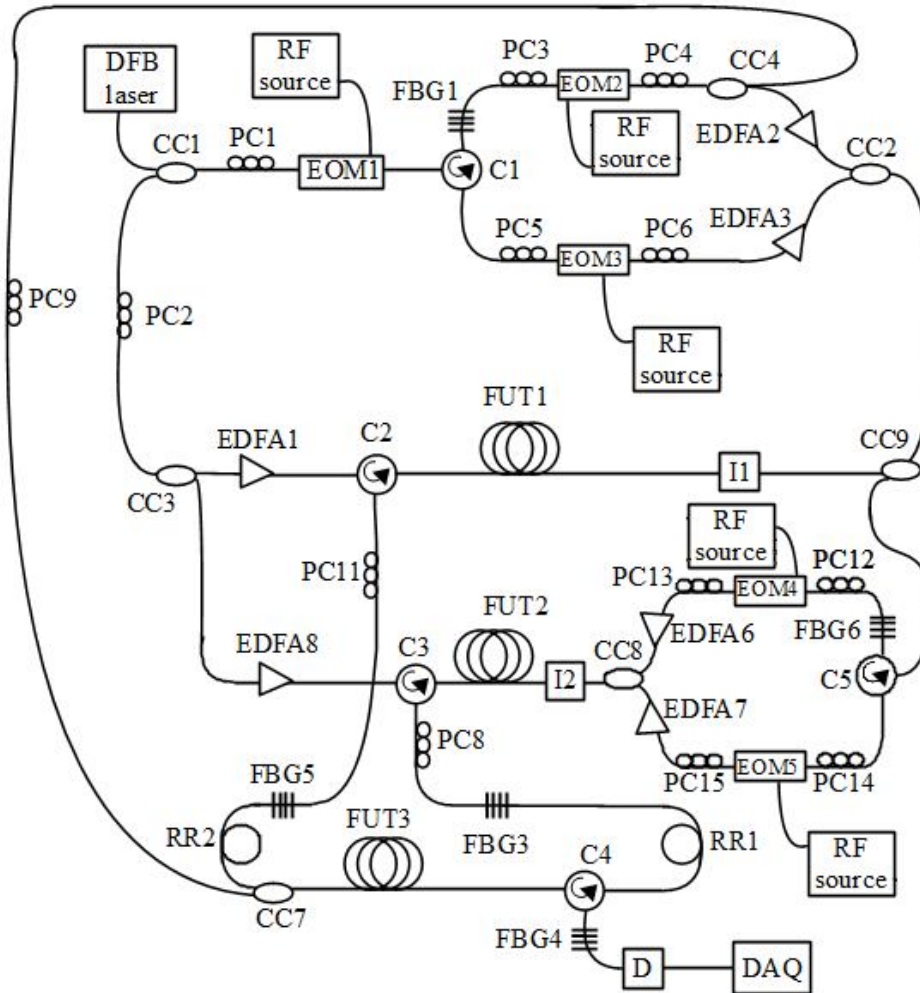 DFB
laser
RF
source
PC3
PC4
CC4
FBG1
EOM2
RF
source
EDFA2
CC1
PC1
EOM1
C1
CC2
EDFA3
PC5
EOM3
PC6
PC9
PC2
RF
source
FUT1
EDFA1
C2
CC9
I1
CC3
RF
source
PC12
PC13
EOM4
PC11
FUT2
EDFA6
FBG6
EDFA8
C3
CC8
I2
C5
EDFA7
PC8
PC15
EOM5
PC14
FBG5
FUT3
FBG3
RR2
RR1
C4
RF
source
CC7
FBG4
D
DAQ